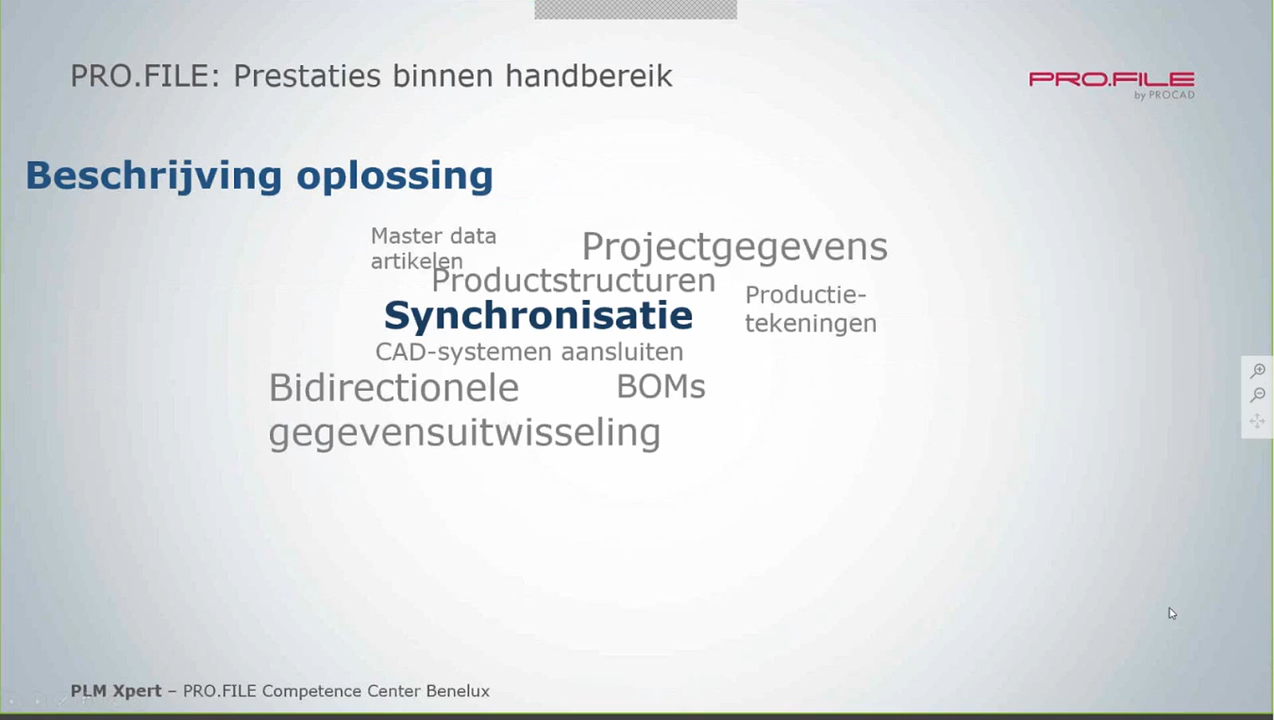 PRO.FILE: Prestaties binnen handbereik
PRO.FILE
by PROCAD
Beschrijving oplossing
Master data
artikelen
Projectgegevens
Productstructuren
Productie-
tekeningen
Synchronisatie
CAD-systemen aansluiten
Bidirectionele
BOMs
gegevensuitwisseling
PLM Xpert – PRO.FILE Competence Center Benelux